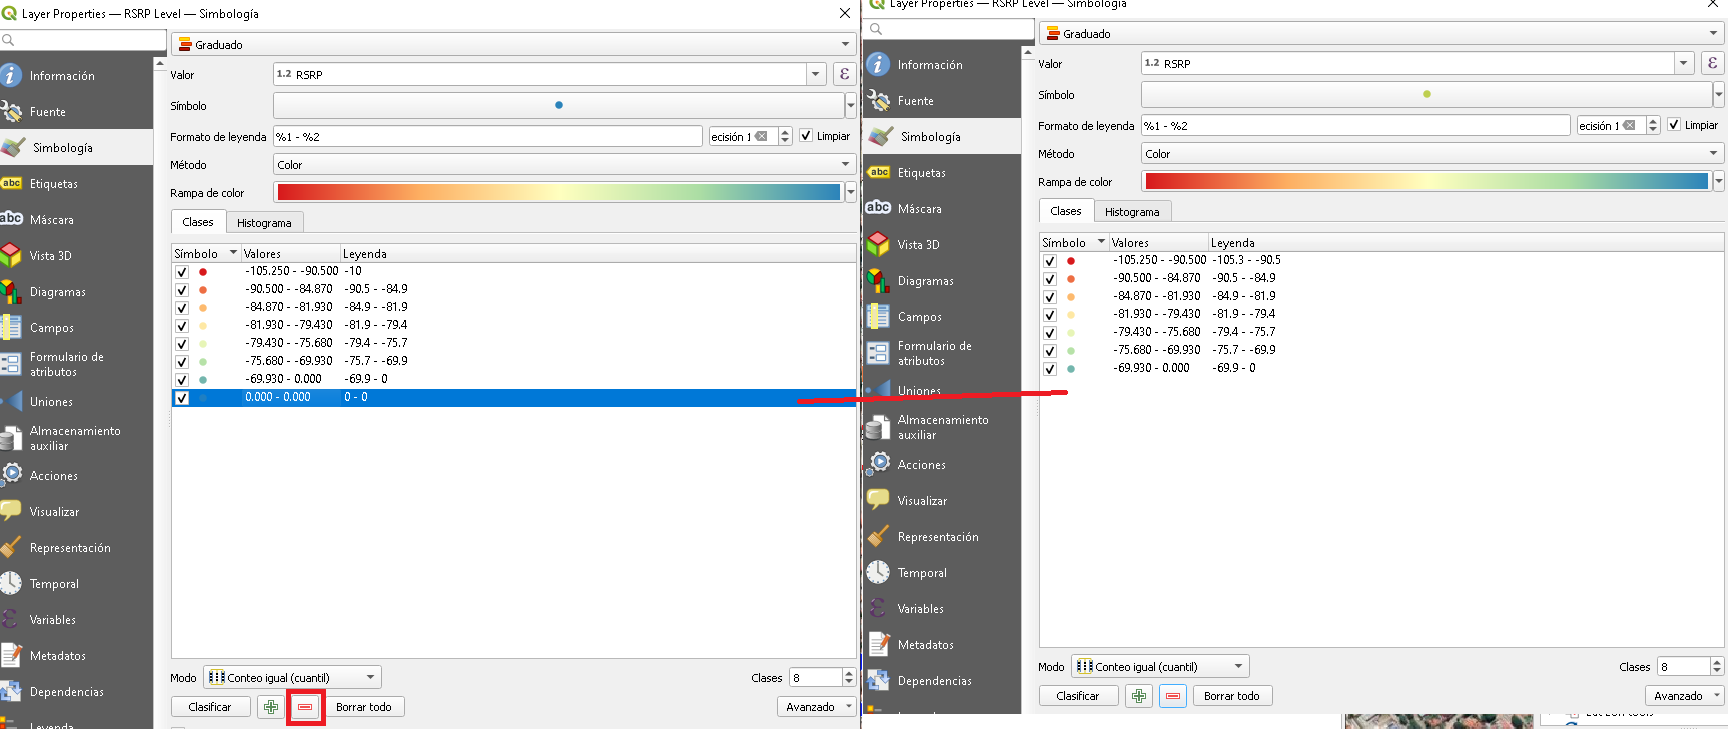 Layer Properties — RSRP Level — Simbología
Graduado
Información
Valor
1.2 RSRP
ε
Fuente
Símbolo
Simbología
Formato de leyenda
%1 - %2
ecisión 1
Limpiar
Método
Color
Etiquetas
Rampa de color
Máscara
Clases
Histograma
Vista 3D
Símbolo
Valores
Leyenda
-105.250 - -90.500
-10
Diagramas
-90.500 - -84.870
-90.5 - -84.9
-84.870 - -81.930
-84.9 - -81.9
Campos
-81.930 - -79.430
-81.9 - -79.4
-79.430 - -75.680
-79.4 - -75.7
Formulario de
atributos
-75.680 - -69.930
-75.7 - -69.9
-69.930 - 0.000
-69.9 - 0
Uniones
0.000 - 0.000
0 - 0
Almacenamiento
auxiliar
Acciones
Visualizar
Representación
Temporal
Variables
Metadatos
Modo
Conteo igual (cuantil)
Clases
8
Dependencias
Clasificar
Borrar todo
Avanzado
Leyenda
abc
abc
Layer Properties — RSRP Level — Simbología
Graduado
Información
Valor
1.2 RSRP
ε
Fuente
Símbolo
Simbología
Formato de leyenda
%1 - %2
ecisión 1
Limpiar
Método
Color
Etiquetas
Rampa de color
Máscara
Clases
Histograma
Vista 3D
Símbolo
Valores
Leyenda
-105.250 - -90.500
-105.3 - -90.5
Diagramas
-90.500 - -84.870
-90.5 - -84.9
-84.870 - -81.930
-84.9 - -81.9
Campos
-81.930 - -79.430
-81.9 - -79.4
-79.430 - -75.680
-79.4 - -75.7
Formulario de
atributos
-75.680 - -69.930
-75.7 - -69.9
-69.930 - 0.000
-69.9 - 0
Uniones
Almacenamiento
auxiliar
Acciones
Visualizar
Representación
Temporal
Variables
Metadatos
Modo
Conteo igual (cuantil)
Clases
8
Dependencias
Clasificar
Borrar todo
Avanzado
abc
abc